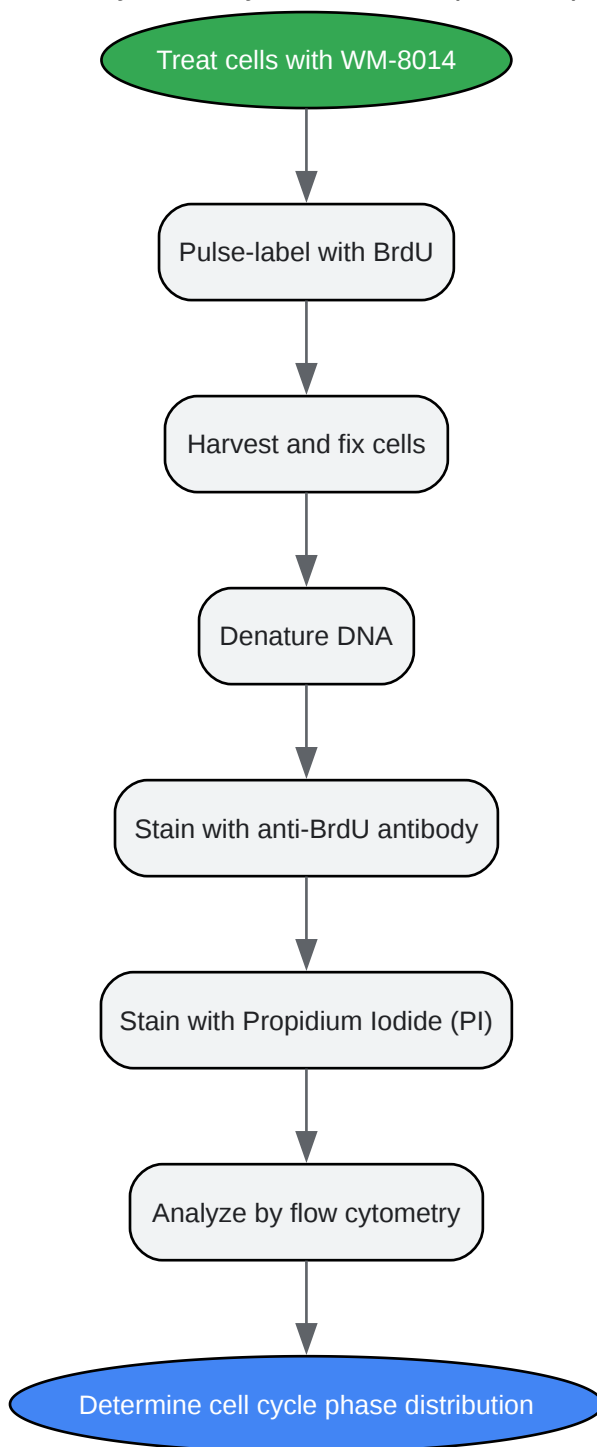 Treat cells with WM-8014
Pulse-label with BrdU
Harvest and fix cells
Denature DNA
Stain with anti-BrdU antibody
Stain with Propidium Iodide (PI)
Analyze by flow cytometry
Determine cell cycle phase distribution